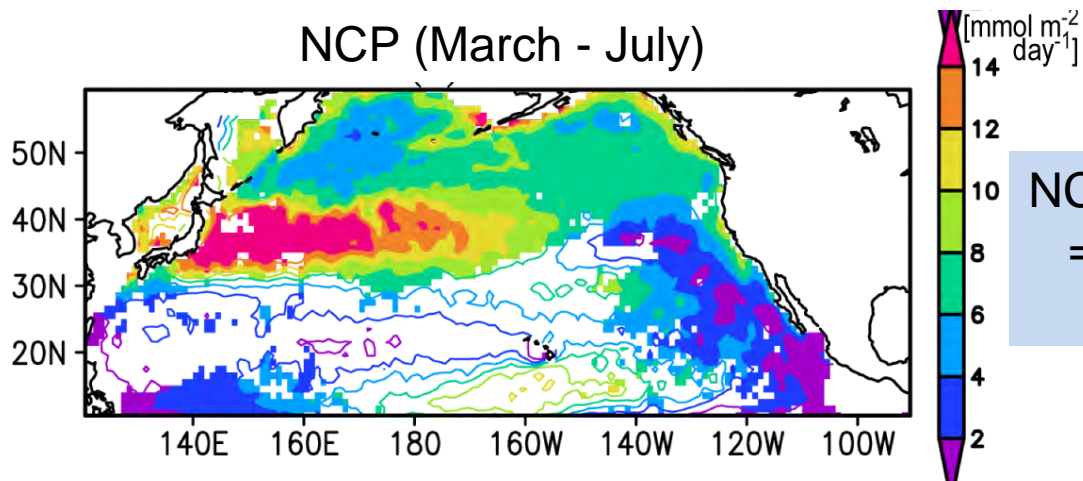 NCP (March - July)
[mmol m-2
day-1]
14
12
10
8
6
4
2
50N
40N
30N
20N
140E 160E 180 160W 140W 120W 100W
NC
=